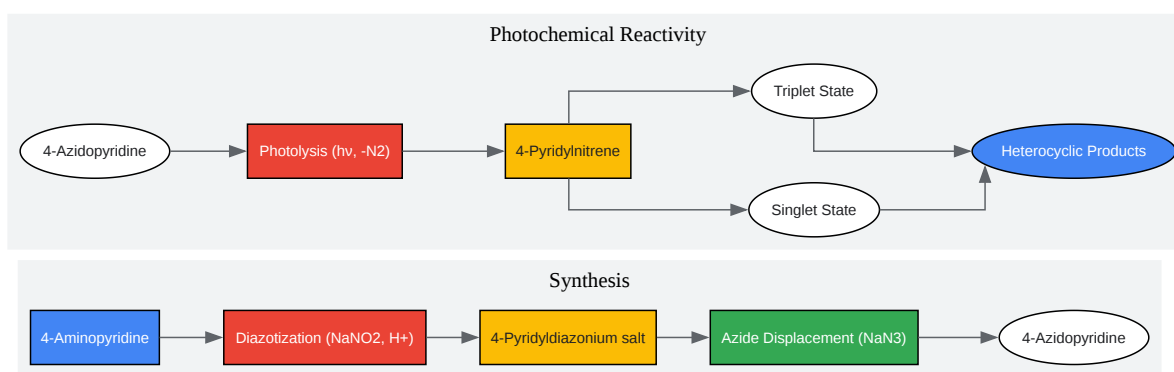 Photochemical Reactivity
Triplet State
4-Azidopyridine
Photolysis (hν, -N2)
4-Pyridylnitrene
Heterocyclic Products
Singlet State
Synthesis
4-Aminopyridine
Diazotization (NaNO2, H+)
4-Pyridyldiazonium salt
Azide Displacement (NaN3)
4-Azidopyridine